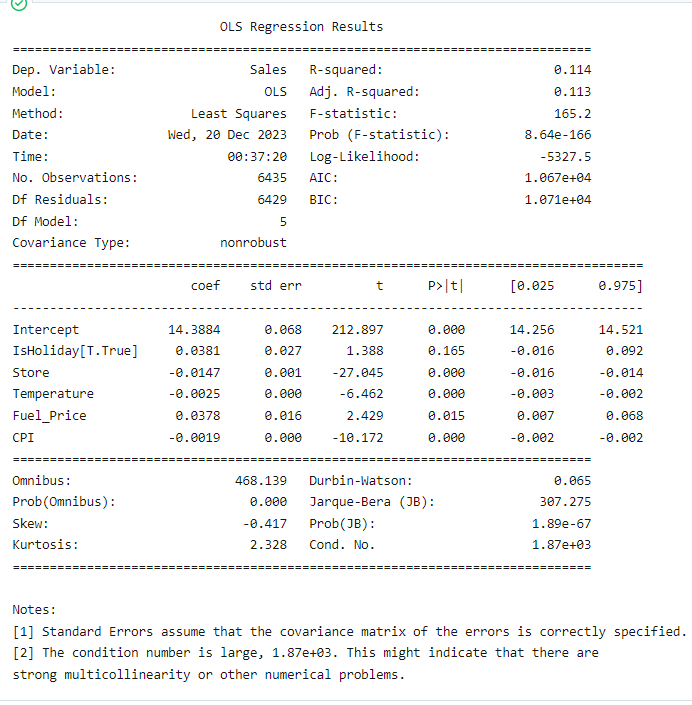 OLS Regression Results
==============================================================================
Dep. Variable: Sales R-squared: 0.114
Model: OLS Adj. R-squared: 0.113
Method: Least Squares F-statistic: 165.2
Date: Wed, 20 Dec 2023 Prob (F-statistic): 8.64e-166
Time: 00:37:20 Log-Likelihood: -5327.5
No. Observations: 6435 AIC: 1.067e+04
Df Residuals: 6429 BIC: 1.071e+04
Df Model: 5
Covariance Type: nonrobust
=====================================================================================
coef std err t P>|t| [0.025 0.975]
-------------------------------------------------------------------------------------
Intercept 14.3884 0.068 212.897 0.000 14.256 14.521
IsHoliday[T.True] 0.0381 0.027 1.388 0.165 -0.016 0.092
Store -0.0147 0.001 -27.045 0.000 -0.016 -0.014
Temperature -0.0025 0.000 -6.462 0.000 -0.003 -0.002
Fuel_Price 0.0378 0.016 2.429 0.015 0.007 0.068
CPI -0.0019 0.000 -10.172 0.000 -0.002 -0.002
==============================================================================
Omnibus: 468.139 Durbin-Watson: 0.065
Prob(Omnibus): 0.000 Jarque-Bera (JB): 307.275
Skew: -0.417 Prob(JB): 1.89e-67
Kurtosis: 2.328 Cond. No. 1.87e+03
==============================================================================
Notes:
[1] Standard Errors assume that the covariance matrix of the errors is correctly specified.
[2] The condition number is large, 1.87e+03. This might indicate that there are
strong multicollinearity or other numerical problems.